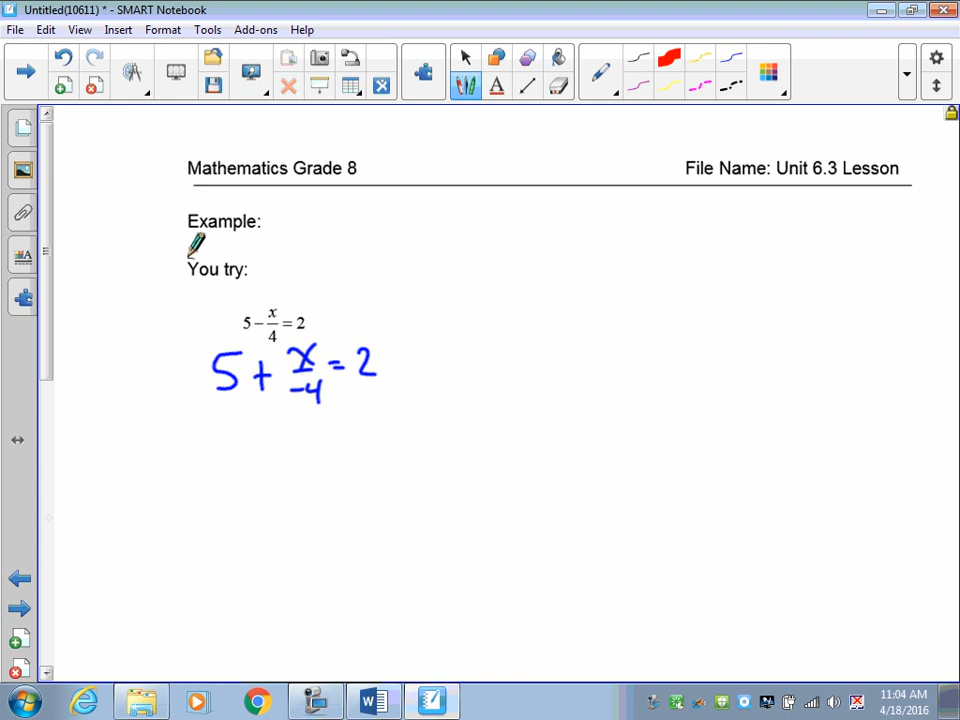 Untitled(10611) * - SMART Notebook
File Edit View Insert Format Tools Add-ons Help
Mathematics Grade 8 File Name: Unit 6.3 Lesson
Example:
You try:
5 − x/4 = 2
5 + x/-4 = 2
11:04 AM
4/18/2016